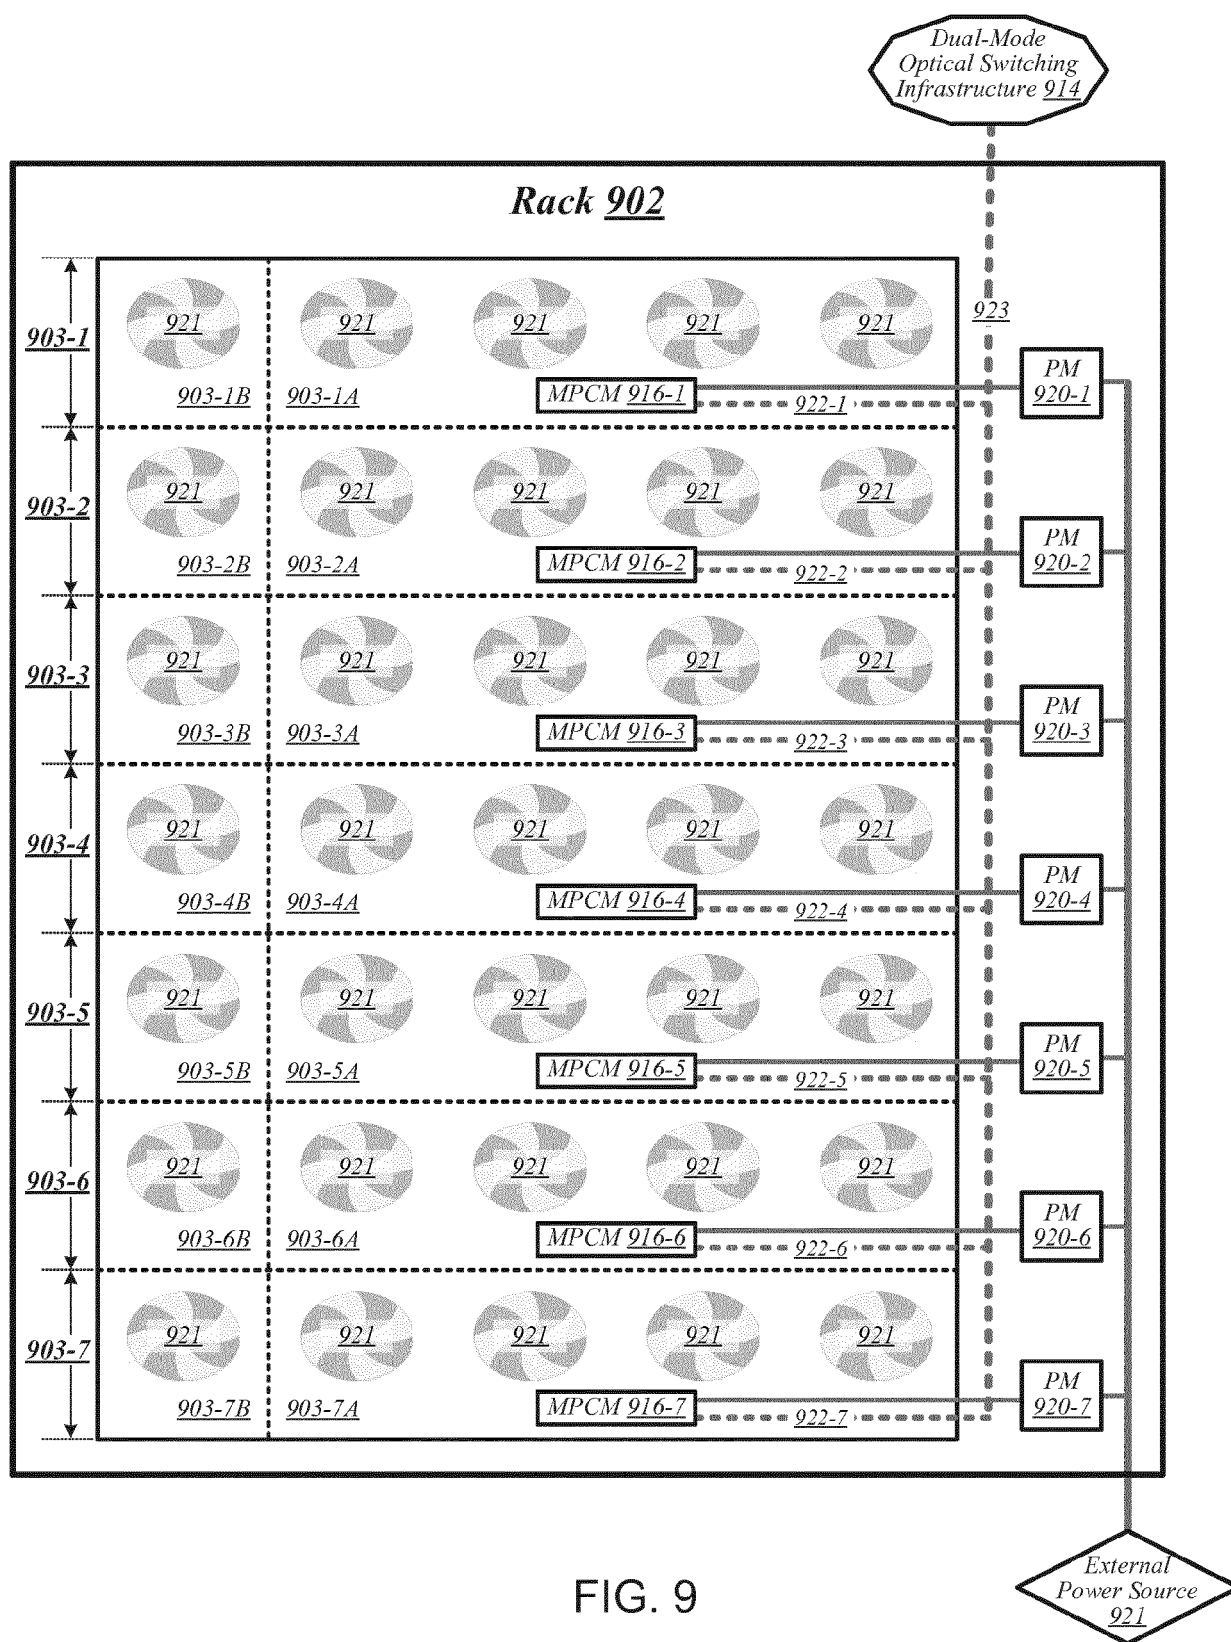 Dual-Mode
Optical Switching
Infrastructure 914
Rack 902
921 921 921 921 921
923
903-1
PM
920-1
903-1B 903-1A MPCM 916-1 922-1
921 921 921 921 921
903-2
PM
920-2
903-2B 903-2A MPCM 916-2 922-2
921 921 921 921 921
903-3
PM
920-3
903-3B 903-3A MPCM 916-3 922-3
921 921 921 921 921
903-4
PM
920-4
903-4B 903-4A MPCM 916-4 922-4
921 921 921 921 921
903-5
PM
920-5
903-5B 903-5A MPCM 916-5 922-5
921 921 921 921 921
903-6
PM
920-6
903-6B 903-6A MPCM 916-6 922-6
921 921 921 921 921
903-7
PM
920-7
903-7B 903-7A MPCM 916-7 922-7
External
Power Source
921
FIG. 9